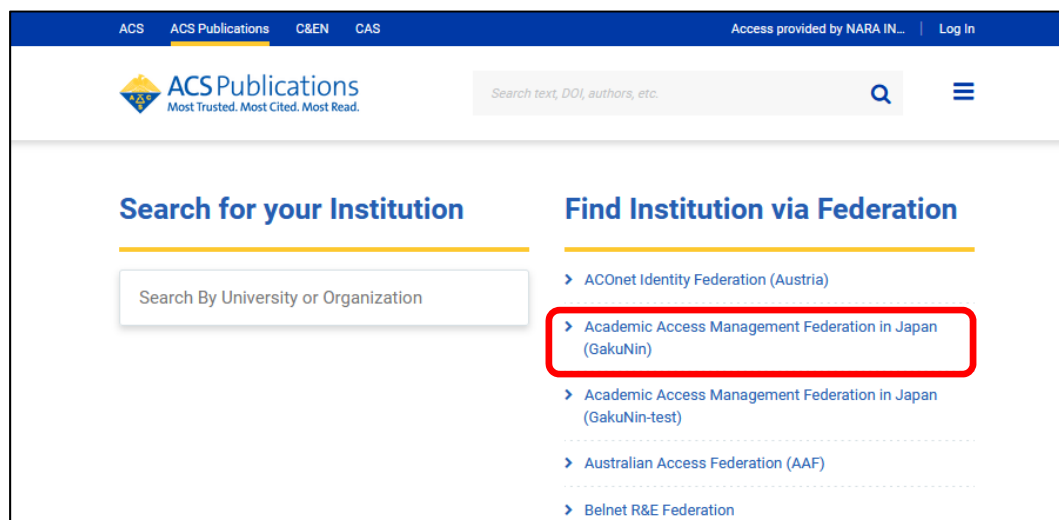 ACS ACS Publications C&EN CAS Access provided by NARA IN... Log In
ACS Publications
Most Trusted. Most Cited. Most Read.
Search text, DOI, authors, etc.
Search for your Institution
Search By University or Organization
Find Institution via Federation
ACOnet Identity Federation (Austria)
Academic Access Management Federation in Japan
(GakuNin)
Academic Access Management Federation in Japan
(GakuNin-test)
Australian Access Federation (AAF)
Belnet R&E Federation